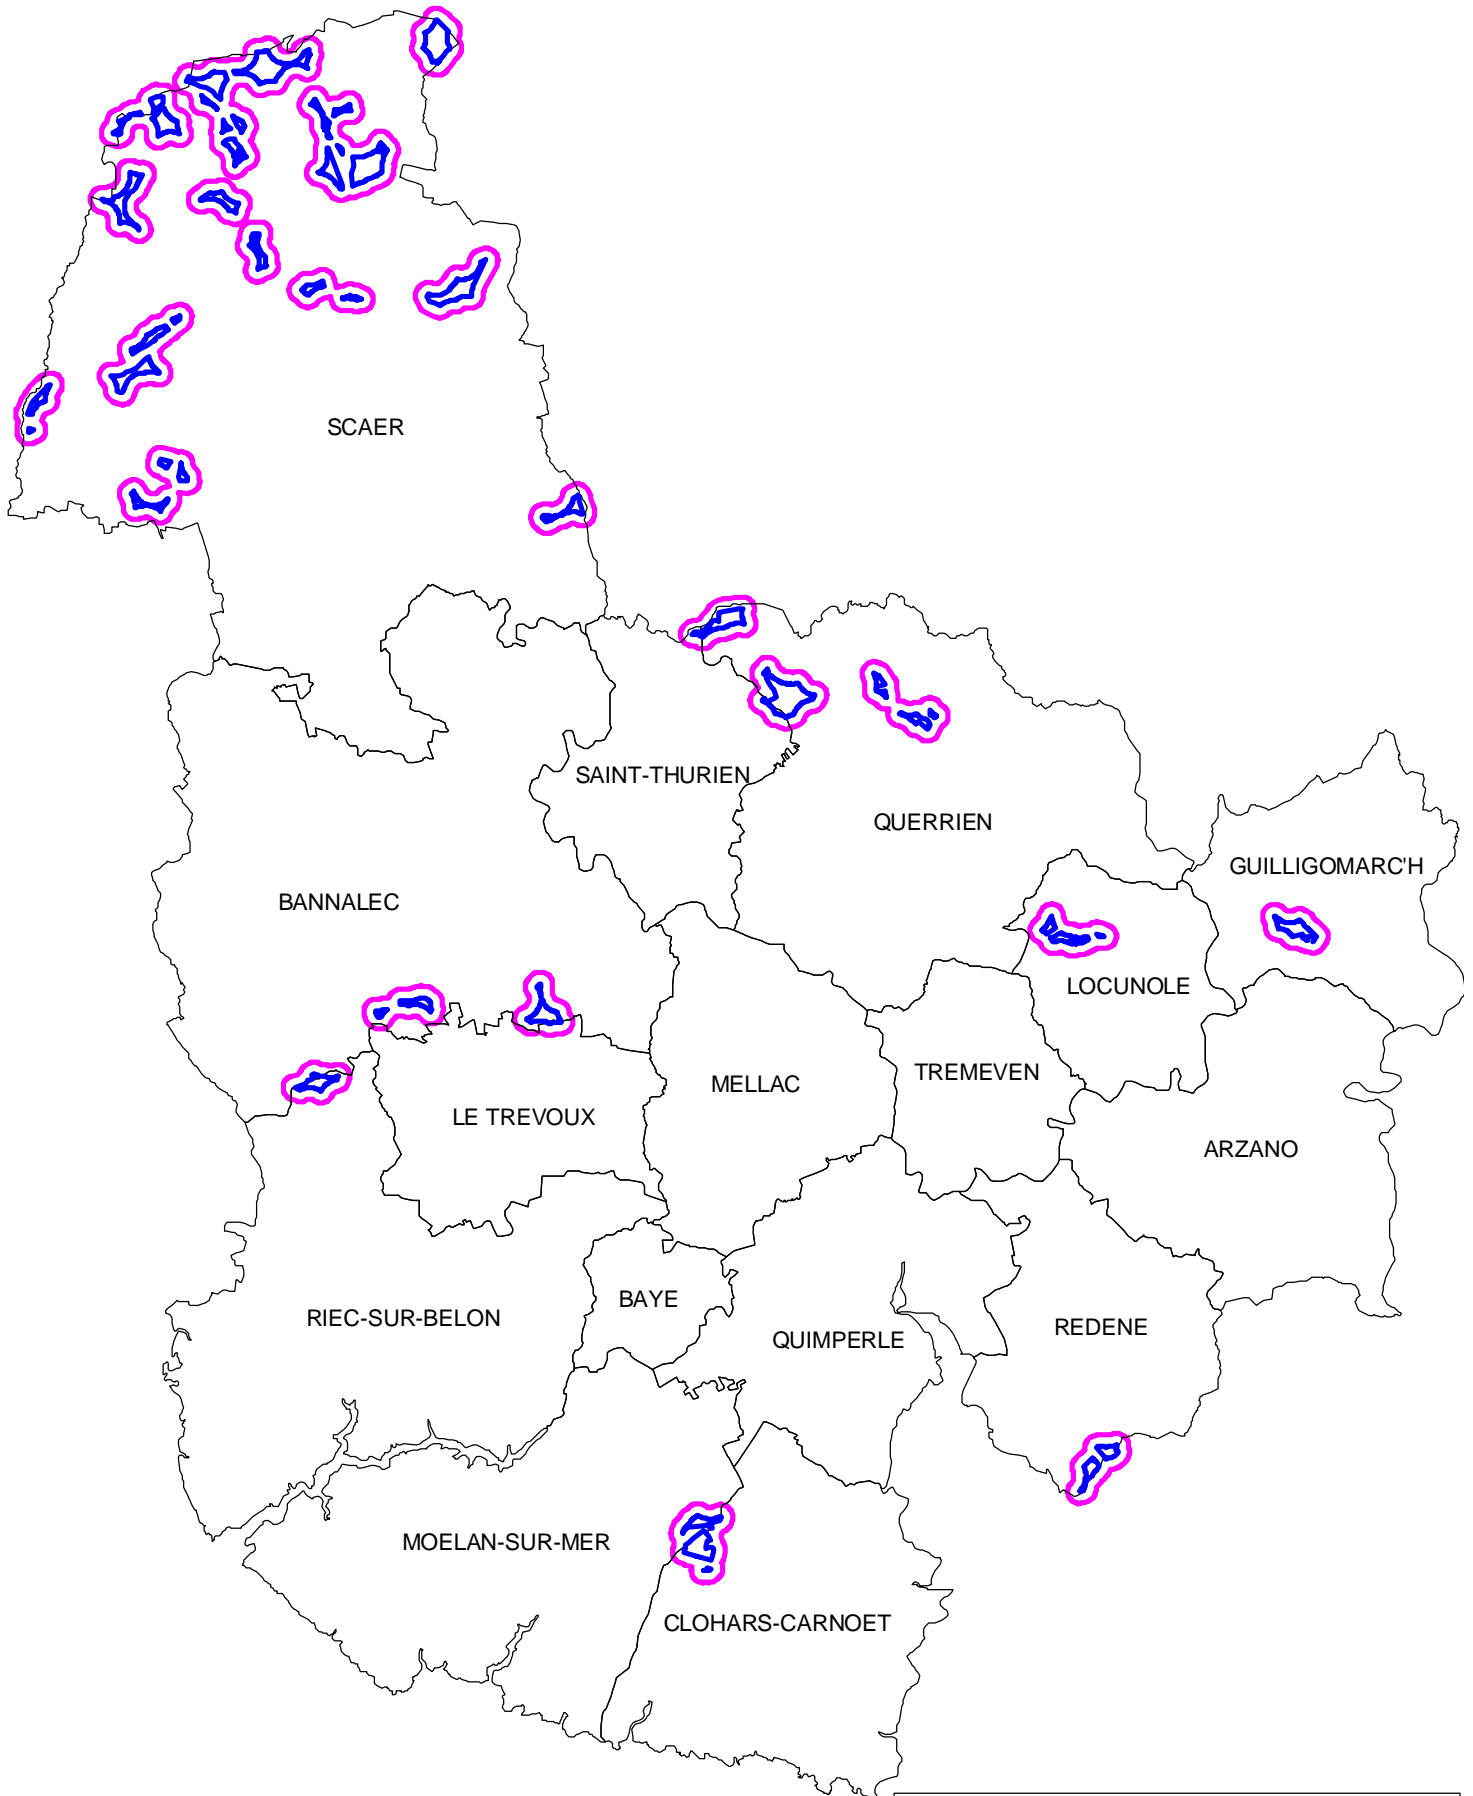 SCAER
SAINT-THURIEN
QUERRIEN
GUILLIGOMARC'H
BANNALEC
LOCUNOLE
TREMEVEN
MELLAC
LE TREVOUX
ARZANO
BAYE
RIEC-SUR-BELON
REDENE
QUIMPERLE
MOELAN-SUR-MER
CLOHARS-CARNOET